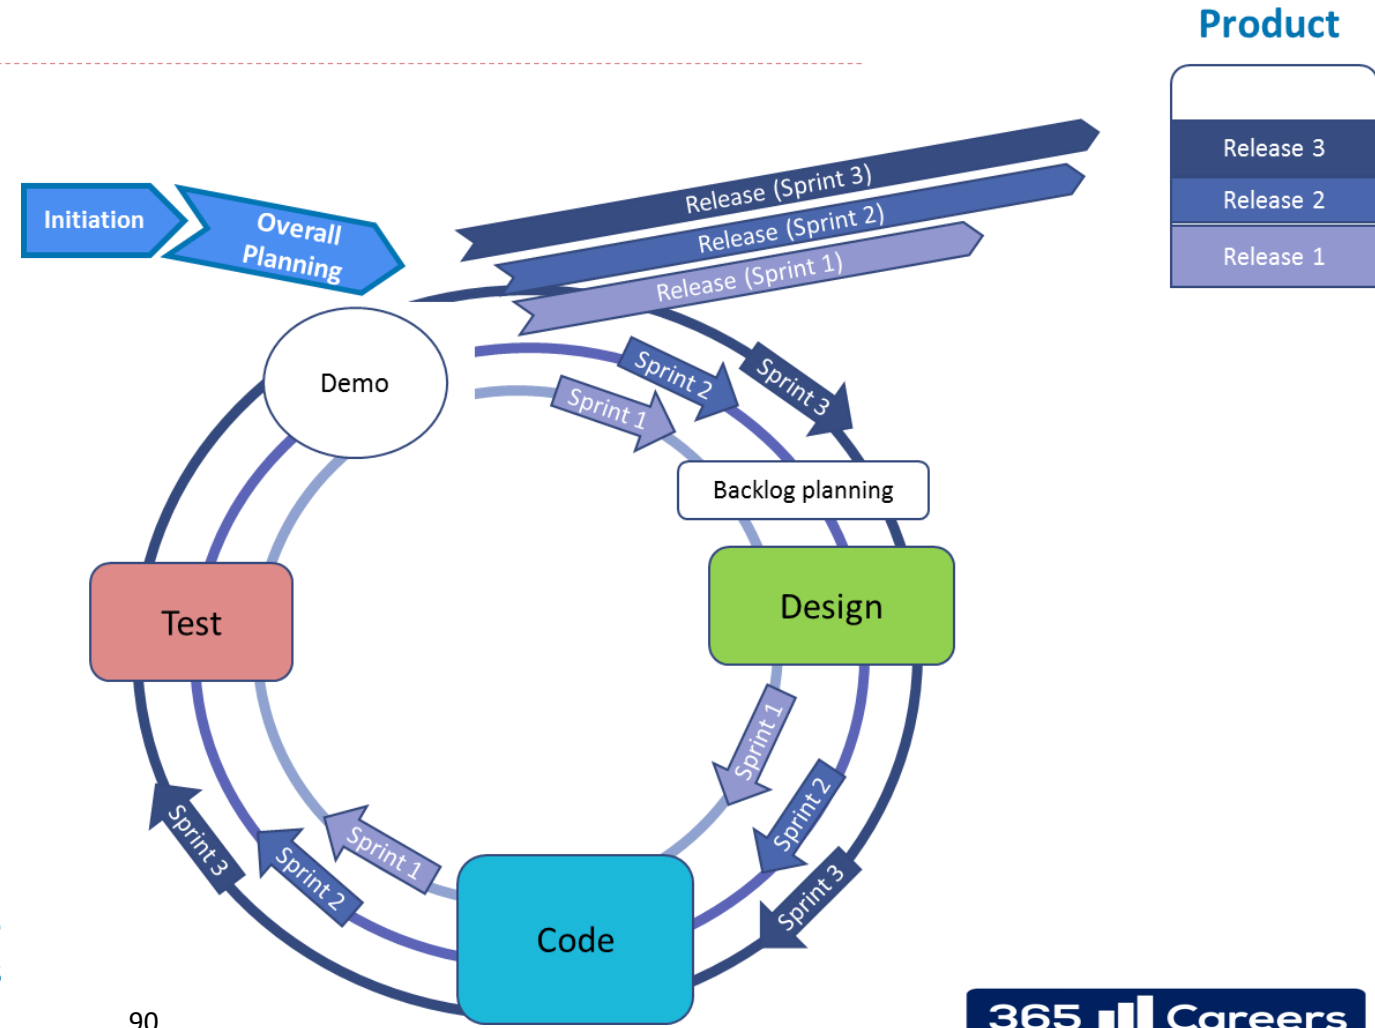 Product
Release 3
Release 2
Release 1
Initiation
Overall
Planning
Release (Sprint 3)
Release (Sprint 2)
Release (Sprint 1)
Demo
Sprint 1
Sprint 2
Sprint 3
Backlog planning
Design
Test
Sprint 1
Sprint 2
Sprint 3
Code
Sprint 1
Sprint 2
Sprint 3
90
365 Careers